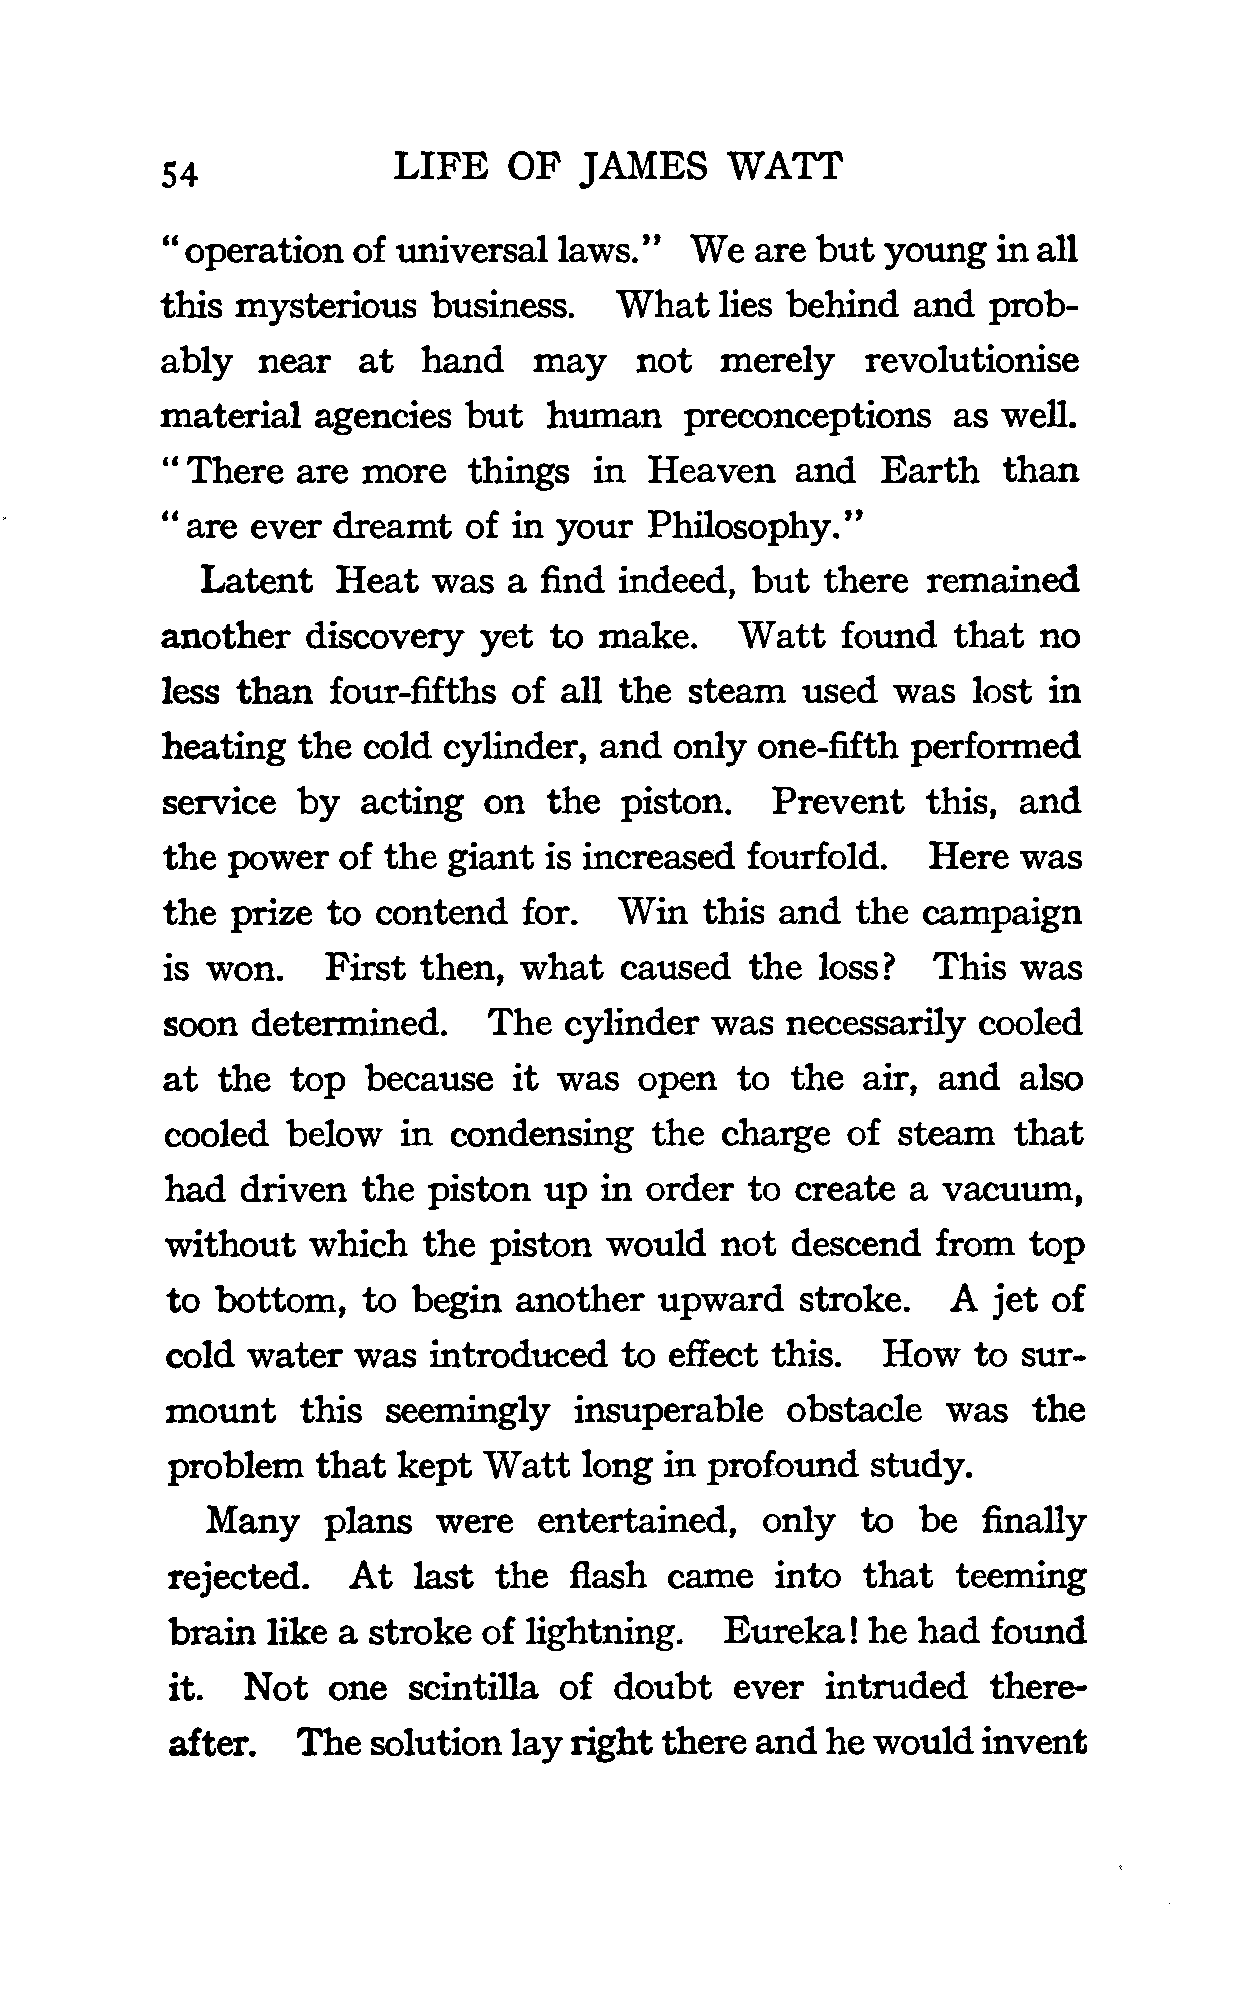 54 LIFE OF JAMES WATT
“operation of universal laws.” We are but young in all
this mysterious business. What lies behind and prob-
ably near at hand may not merely revolutionise
material agencies but human preconceptions as well.
“There are more things in Heaven and Earth than
“are ever dreamt of in your Philosophy.”
Latent Heat was a find indeed, but there remained
another discovery yet to make. Watt found that no
less than four-fifths of all the steam used was lost in
heating the cold cylinder, and only one-fifth performed
service by acting on the piston. Prevent this, and
the power of the giant is increased fourfold. Here was
the prize to contend for. Win this and the campaign
is won. First then, what caused the loss? This was
soon determined. The cylinder was necessarily cooled
at the top because it was open to the air, and also
cooled below in condensing the charge of steam that
had driven the piston up in order to create a vacuum,
without which the piston would not descend from top
to bottom, to begin another upward stroke. A jet of
cold water was introduced to effect this. How to sur-
mount this seemingly insuperable obstacle was the
problem that kept Watt long in profound study.
Many plans were entertained, only to be finally
rejected. At last the flash came into that teeming
brain like a stroke of lightning. Eureka! he had found
it. Not one scintilla of doubt ever intruded there-
after. The solution lay right there and he would invent